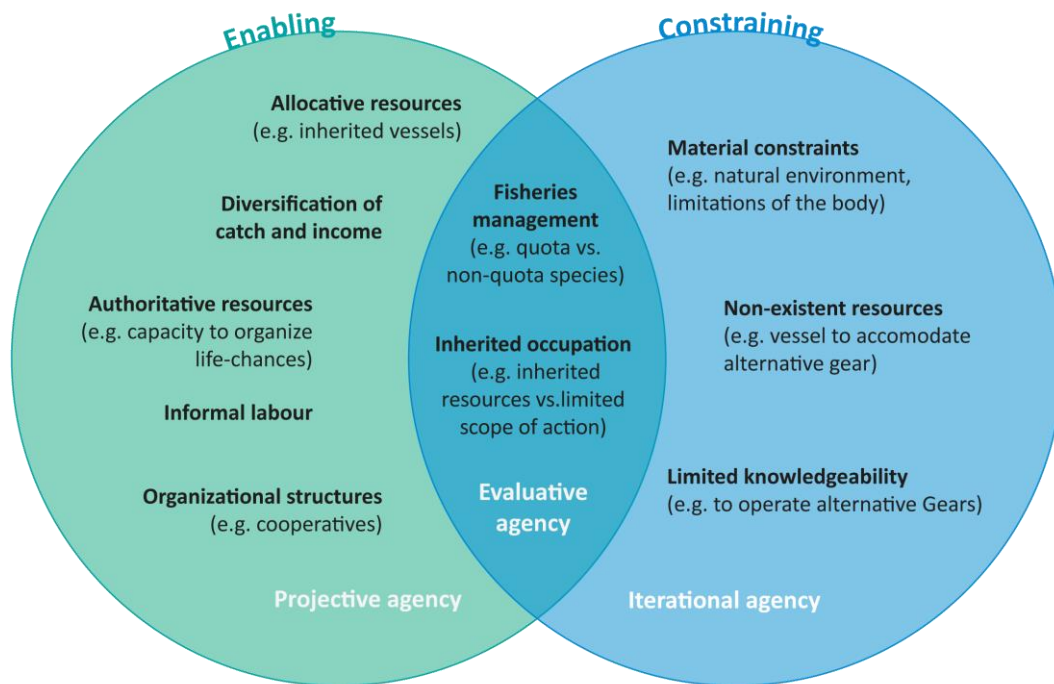 Enabling
Constraining
Allocative resources
(e.g. inherited vessels)
Diversification of
catch and income
Authoritative resources
(e.g. capacity to organize
life-chances)
Informal labour
Organizational structures
(e.g. cooperatives)
Projective agency
Fisheries
management
(e.g. quota vs.
non-quota species)
Inherited occupation
(e.g. inherited
resources vs.limited
scope of action)
Evaluative
agency
Material constraints
(e.g. natural environment,
limitations of the body)
Non-existent resources
(e.g. vessel to accomodate
alternative gear)
Limited knowledgeability
(e.g. to operate alternative Gears)
Iterational agency